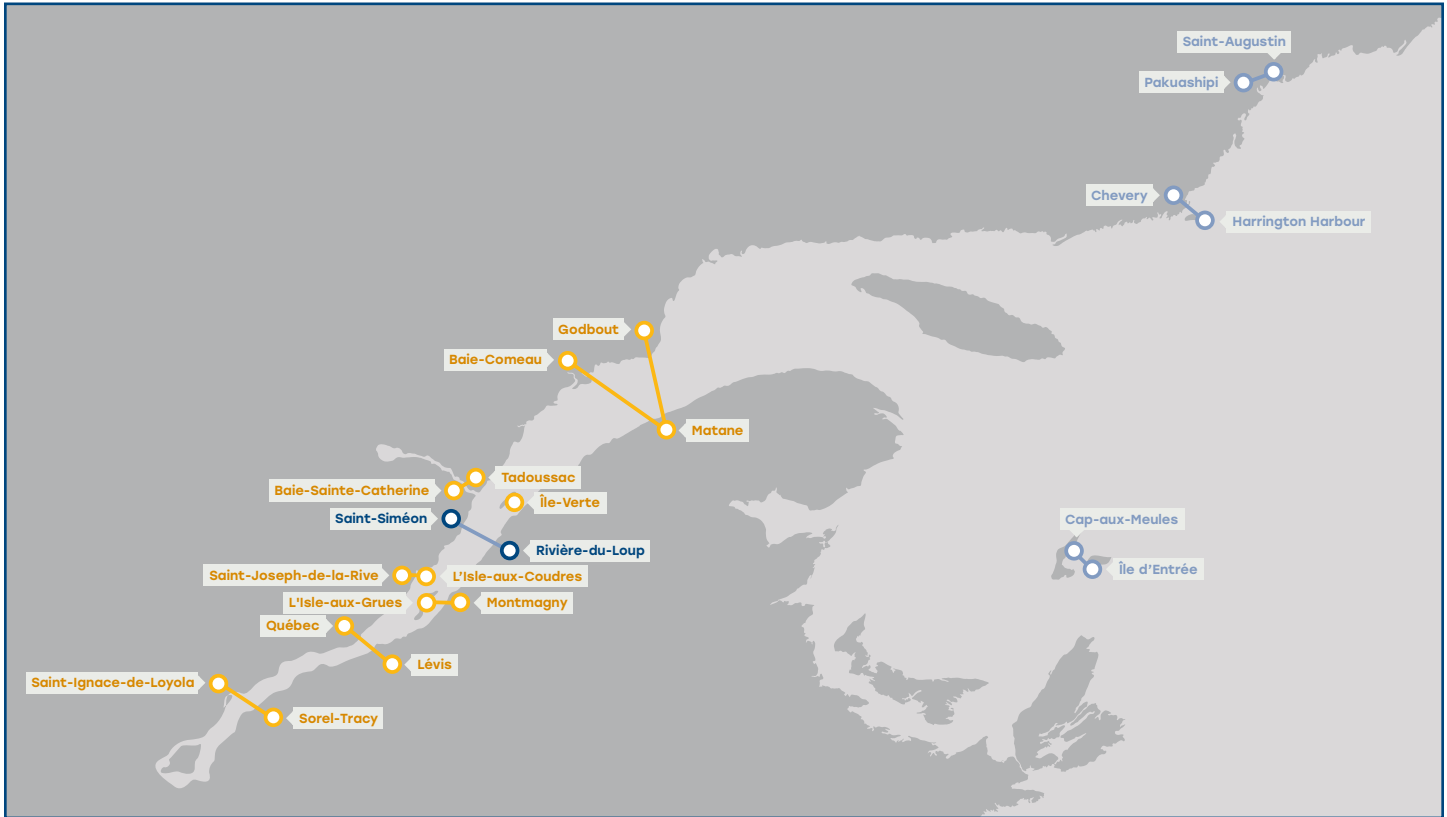 Saint-Augustin
Pakuashipi
Chevery
Harrington Harbour
Godbout
Baie-Comeau
Matane
Tadoussac
Baie-Sainte-Catherine
Île-Verte
Saint-Siméon
Cap-aux-Meules
Rivière-du-Loup
Île d’Entrée
Saint-Joseph-de-la-Rive
L’Isle-aux-Coudres
L'Isle-aux-Grues
Montmagny
Québec
Lévis
Saint-Ignace-de-Loyola
Sorel-Tracy